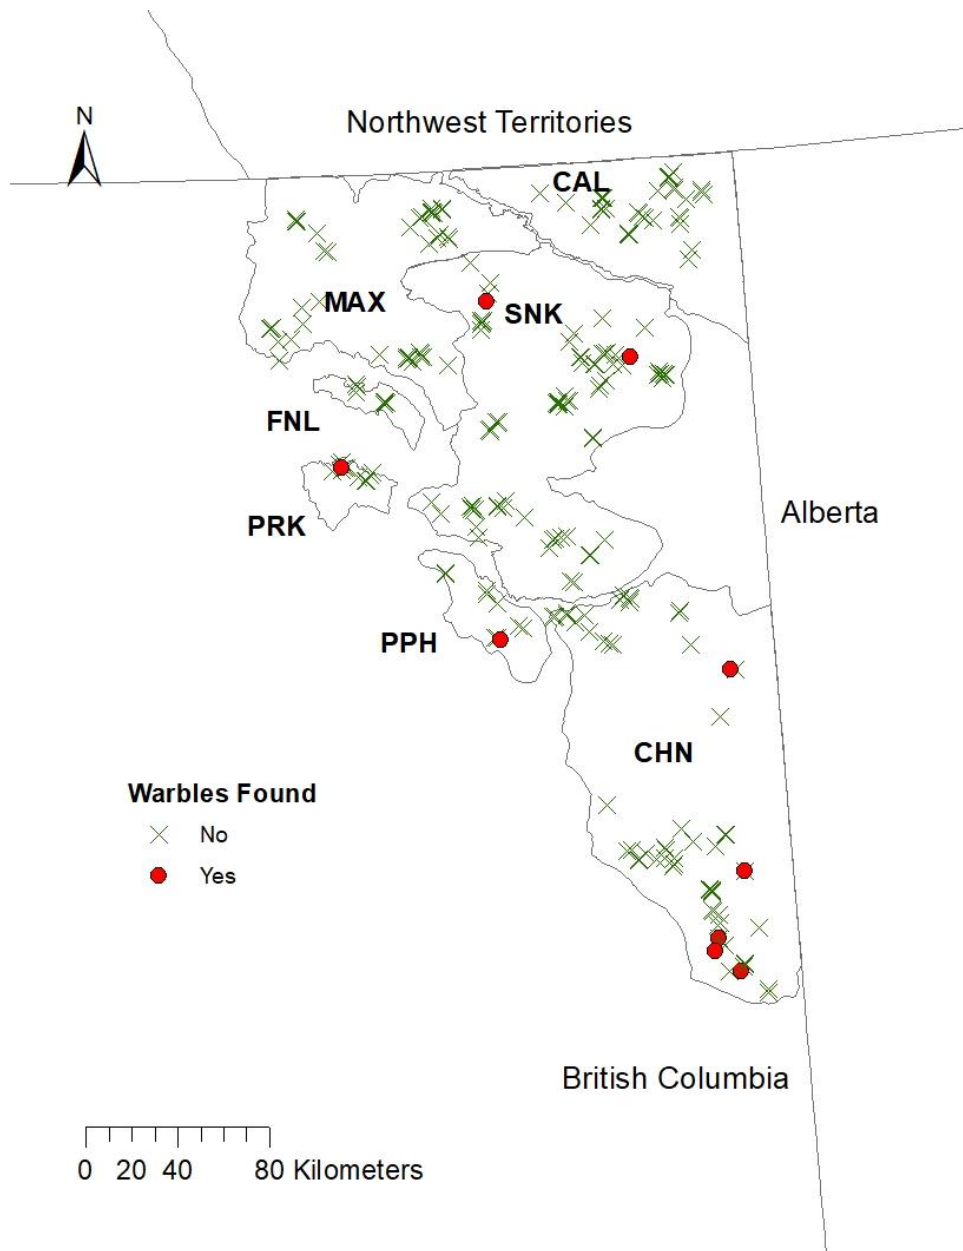 N
Northwest Territories
CAL
MAX
SNK
FNL
PRK
Alberta
PPH
CHN
Warbles Found
No
Yes
British Columbia
0 20 40 80 Kilometers